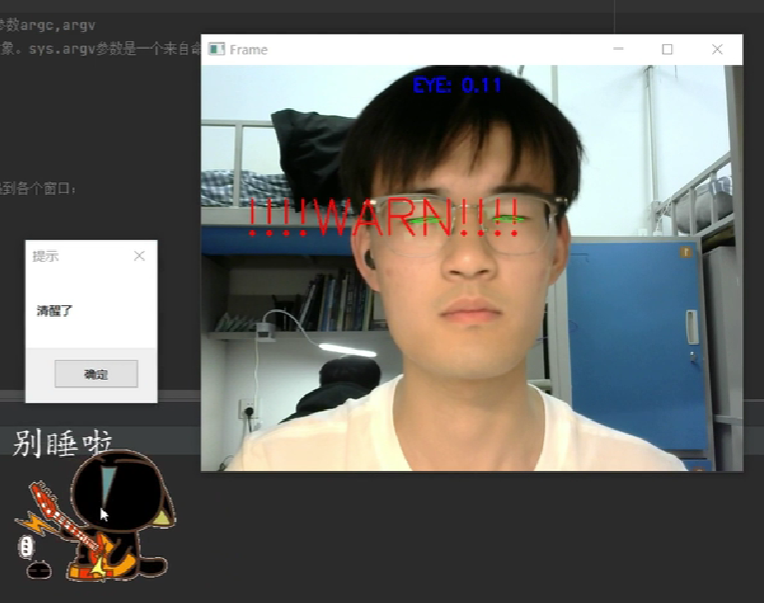 参数argc,argv
象。sys.argv参数是一个来自命
Frame
EYE: 0.11
到各个窗口；
!!!!WARN!!!!
提示
清醒了
确定
别睡啦